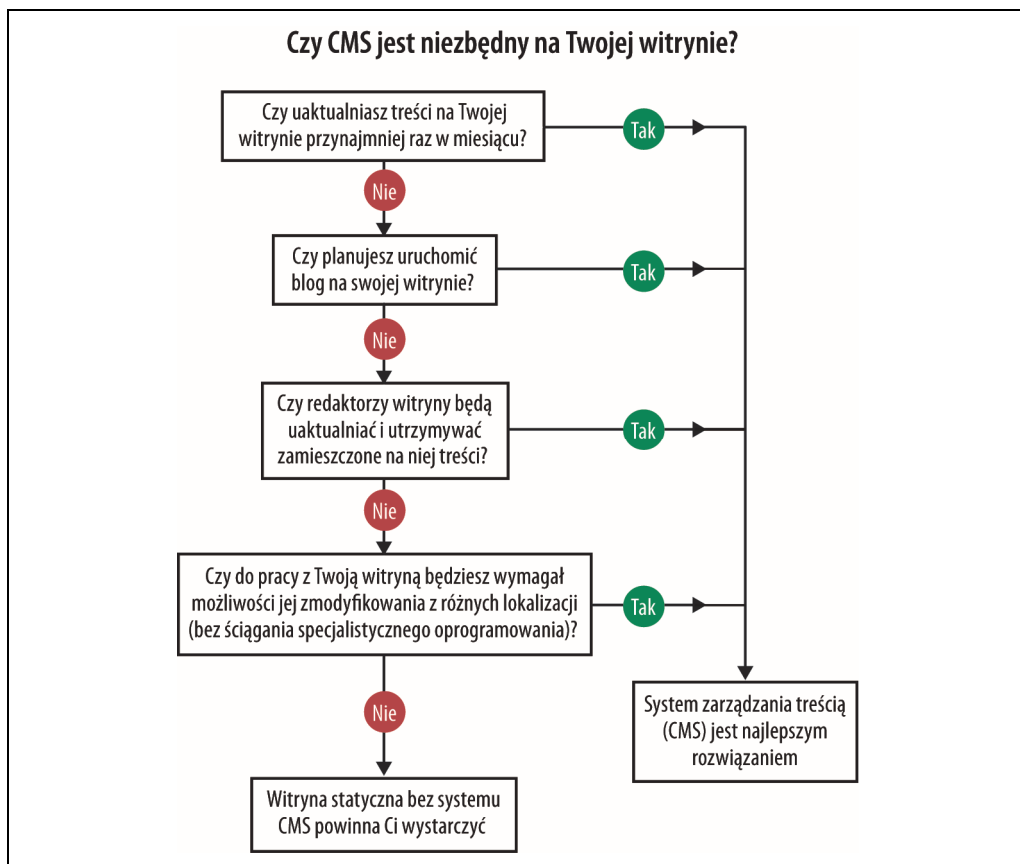 Czy CMS jest niezbędny na Twojej witrynie?
Czy uaktualniasz treści na Twojej
witrynie przynajmniej raz w miesiącu?
Tak
Nie
Czy planujesz uruchomić
blog na swojej witrynie?
Tak
Nie
Czy redaktorzy witryny będą
uaktualniać i utrzymywać
zamieszczone na niej treści?
Tak
Nie
Czy do pracy z Twoją witryną będziesz wymagał
możliwości jej zmodyfikowania z różnych lokalizacji
(bez ściągania specjalistycznego oprogramowania)?
Tak
Nie
System zarządzania treścią
(CMS) jest najlepszym
rozwiązaniem
Witryna statyczna bez systemu
CMS powinna Ci wystarczyć